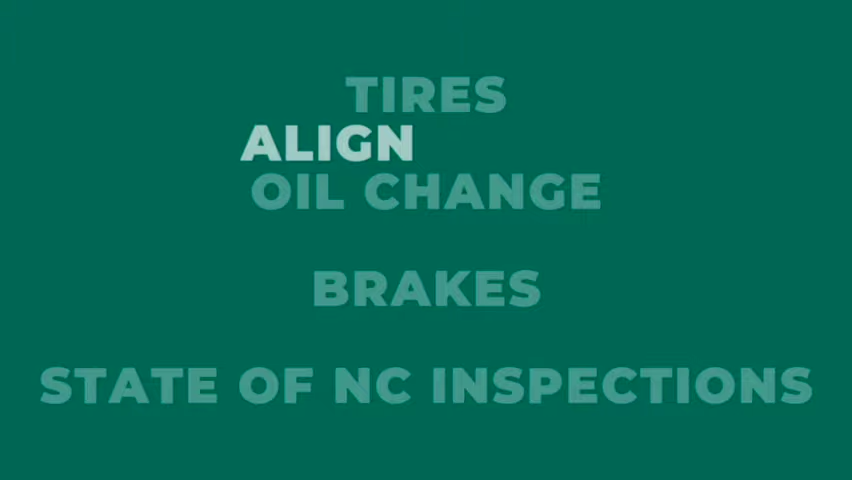 TIRES
ALIGN
OIL CHANGE
BRAKES
STATE OF NC INSPECTIONS